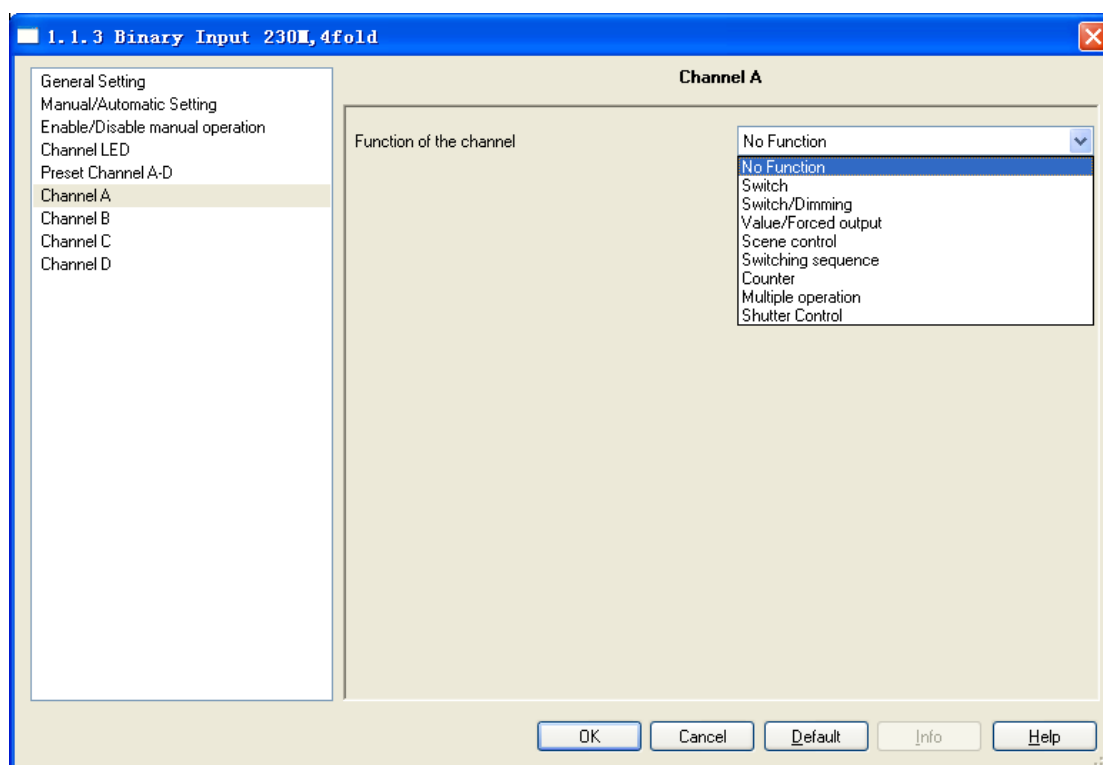 1.1.3 Binary Input 230M,4fold
General Setting
Manual/Automatic Setting
Enable/Disable manual operation
Channel LED
Preset Channel A-D
Channel A
Channel B
Channel C
Channel D
Channel A
Function of the channel
No Function
No Function
Switch
Switch/Dimming
Value/Forced output
Scene control
Switching sequence
Counter
Multiple operation
Shutter Control
OK
Cancel
Default
Info
Help